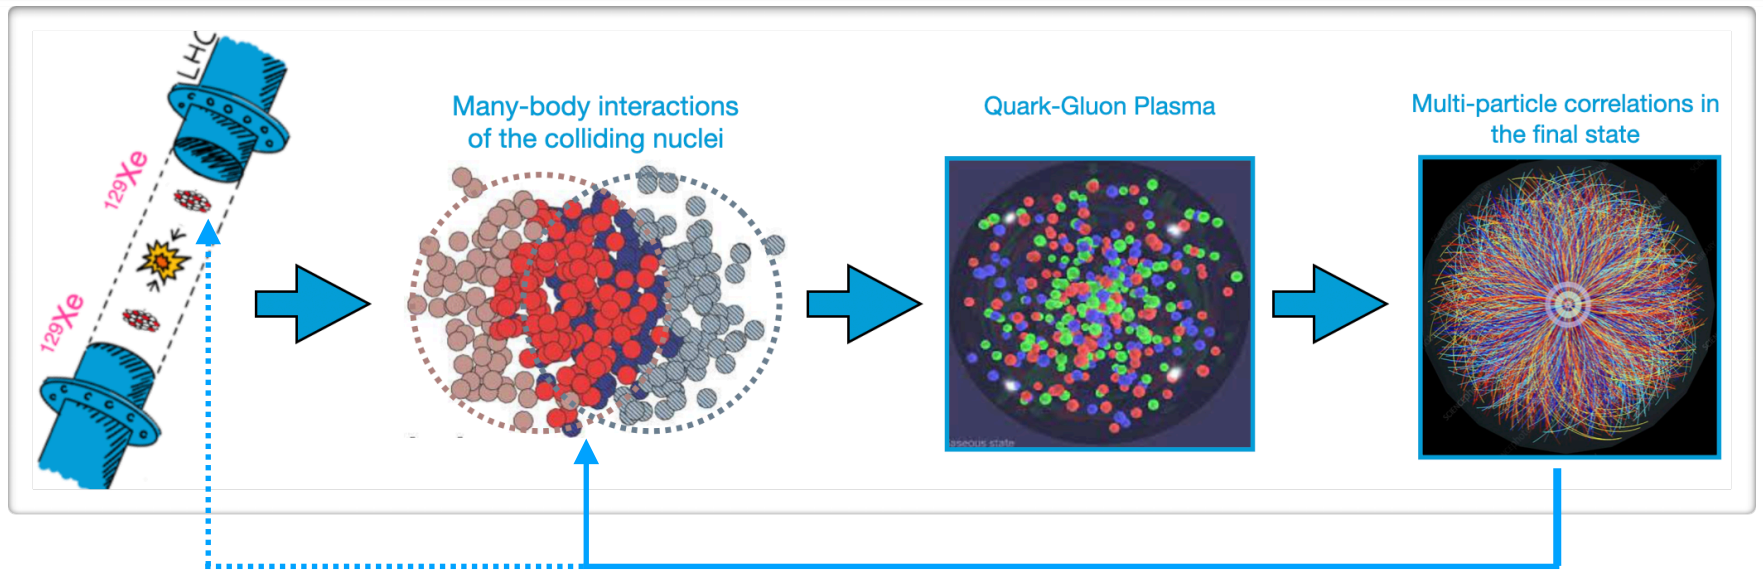 LHC
129Xe
129Xe
Many-body interactions
of the colliding nuclei
Quark-Gluon Plasma
aseous state
Multi-particle correlations in
the final state